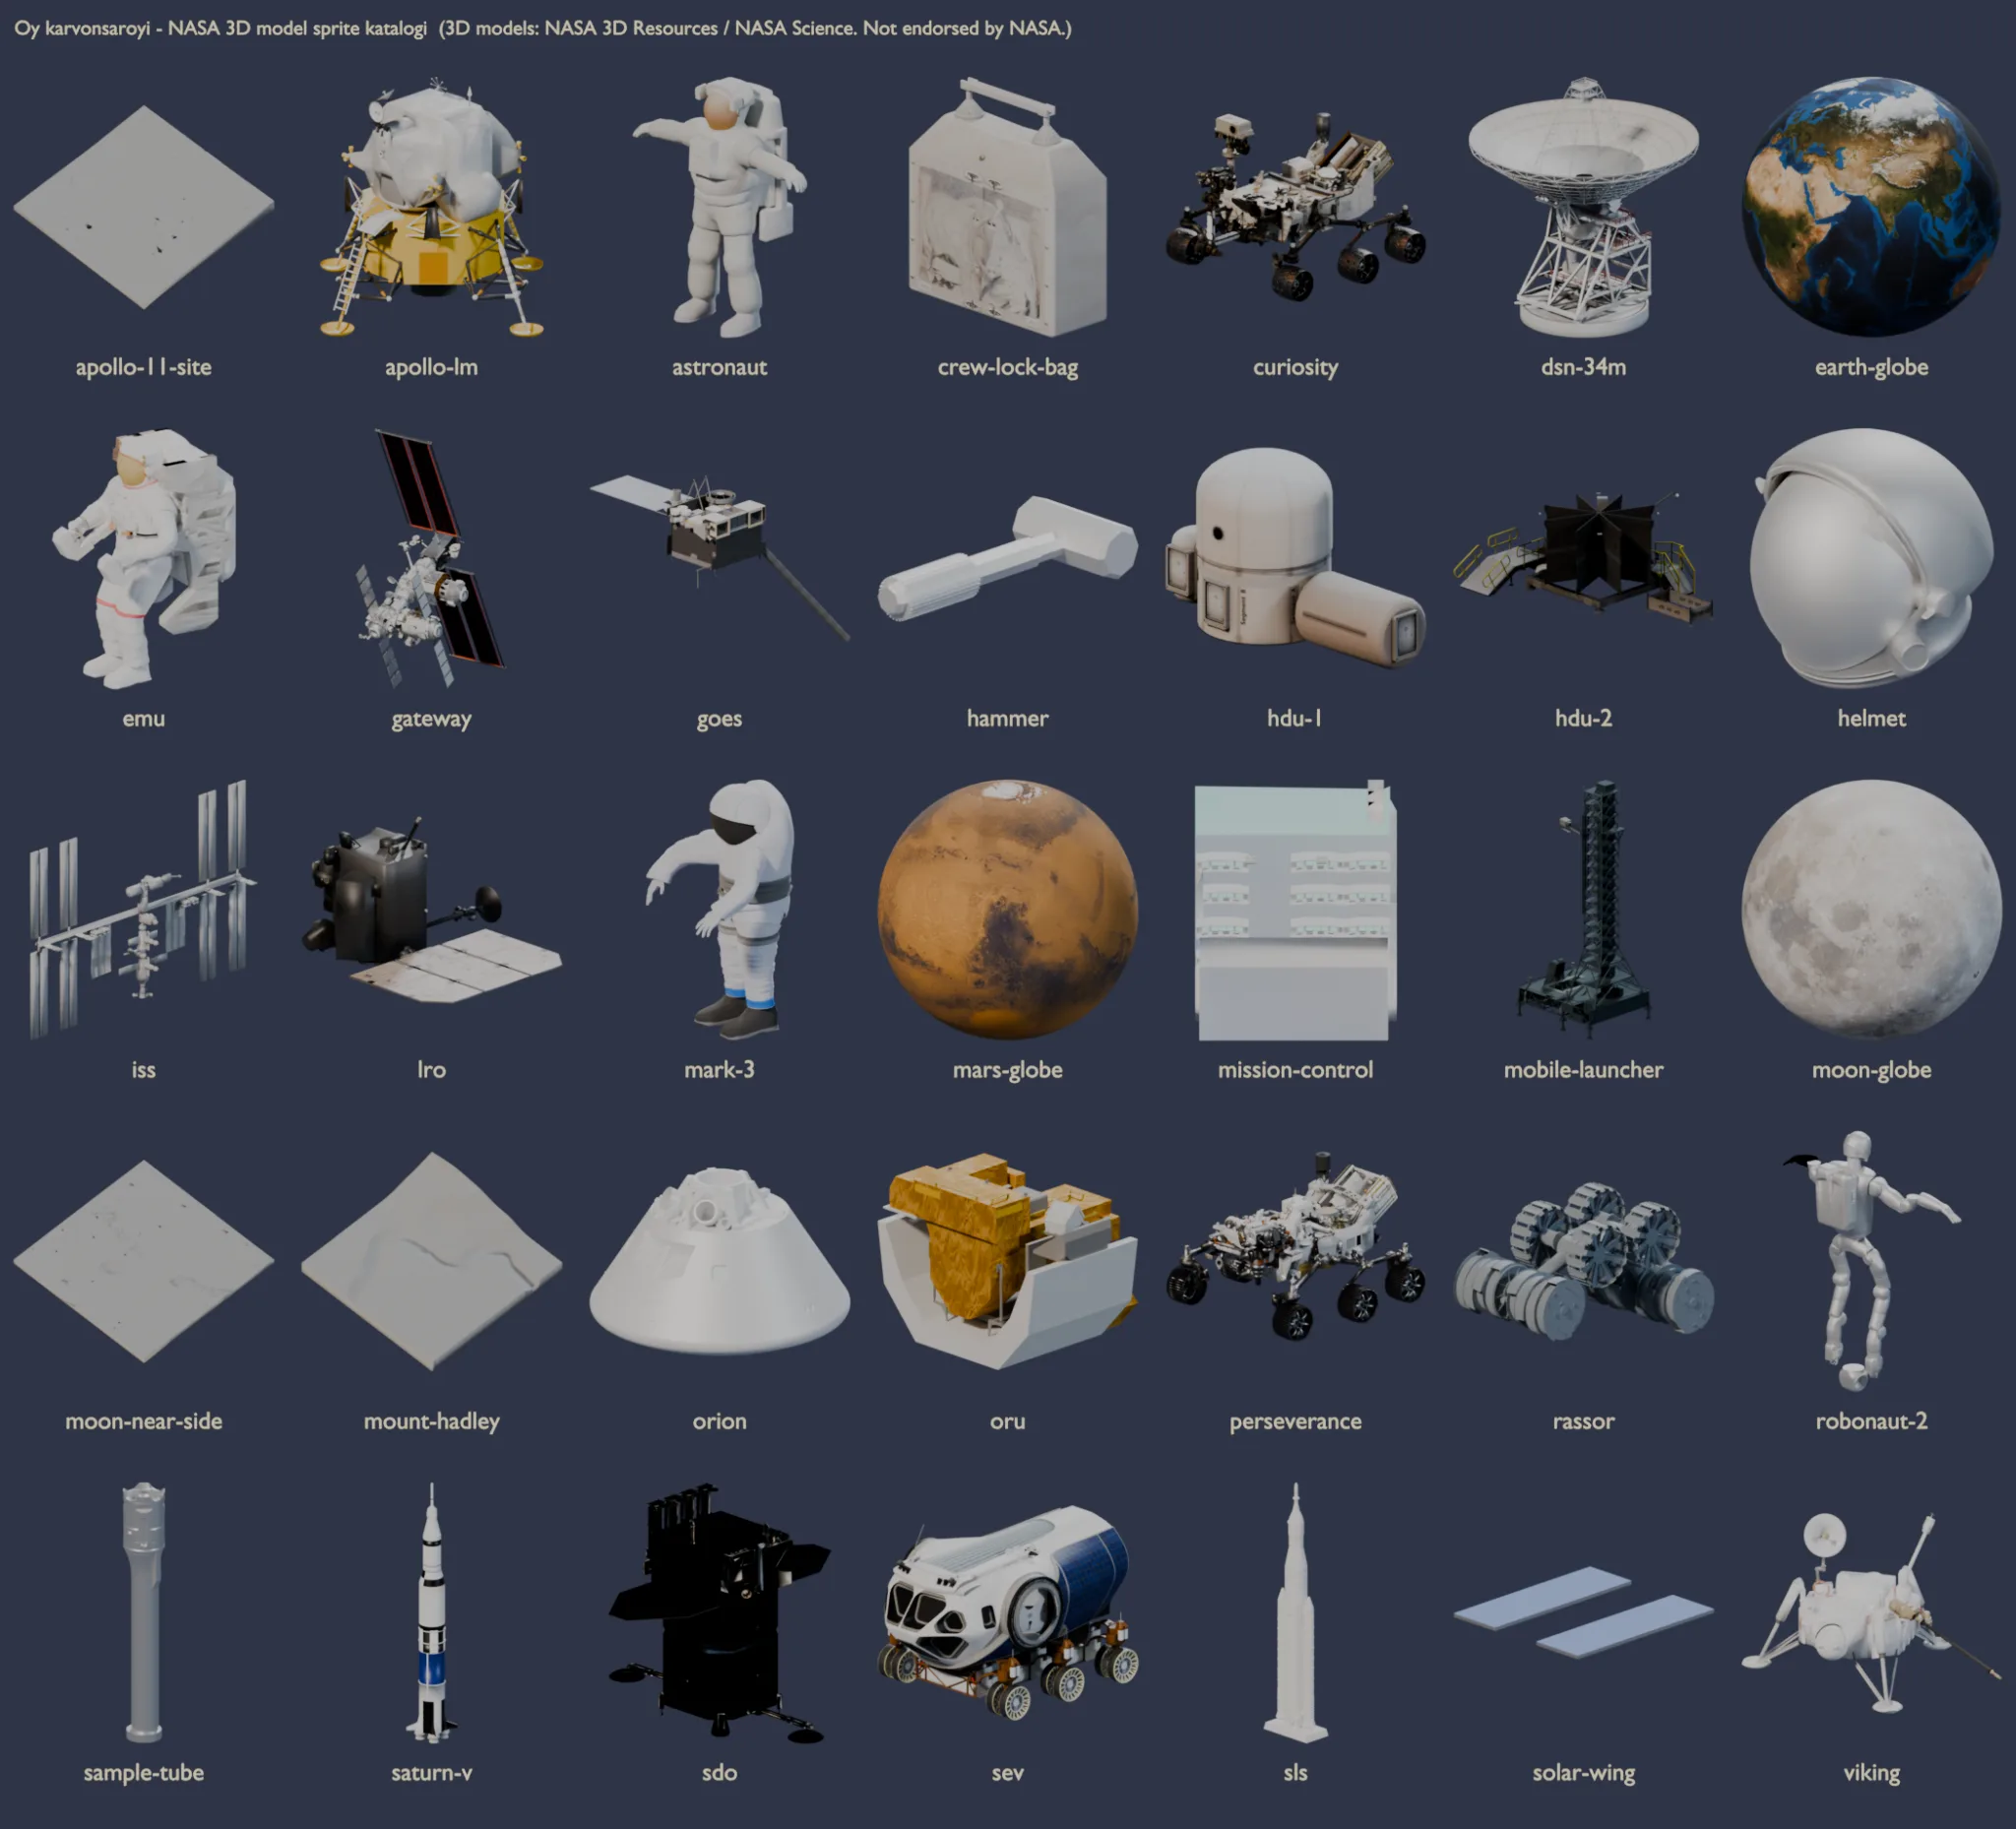 Oy karvonsaroyi - NASA 3D model sprite katalogi (3D models: NASA 3D Resources / NASA Science. Not endorsed by NASA.)
apollo-11-site
apollo-lm
astronaut
crew-lock-bag
curiosity
dsn-34m
earth-globe
emu
gateway
goes
hammer
hdu-1
hdu-2
helmet
iss
lro
mark-3
mars-globe
mission-control
mobile-launcher
moon-globe
moon-near-side
mount-hadley
orion
oru
perseverance
rassor
robonaut-2
sample-tube
saturn-v
sdo
sev
sls
solar-wing
viking